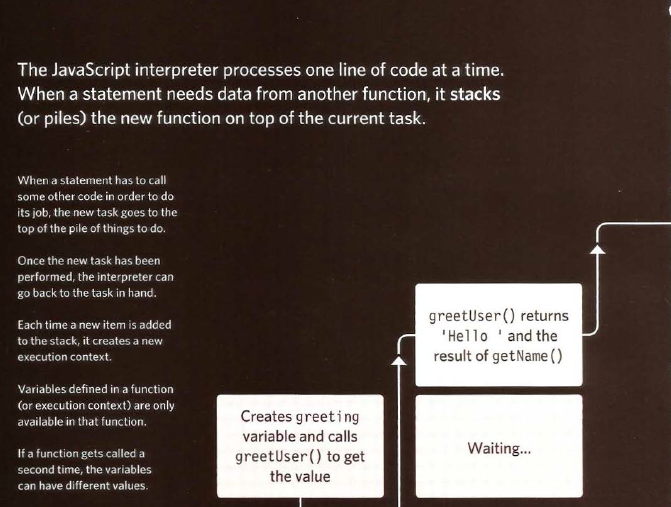 The JavaScript interpreter processes one line of code at a time.
When a statement needs data from another function, it stacks
(or piles) the new function on top of the current task.
When a statement has to call
some other code in order to do
its job, the new task goes to the
top of the pile of things to do.
Once the new task has been
performed, the interpreter can
go back to the task in hand.
Each time a new item is added
to the stack, it creates a new
execution context.
Variables defined in a function
(or execution context) are only
available in that function.
If a function gets called a
second time, the variables
can have different values.
Creates greeting
variable and calls
greetUser() to get
the value
greetUser() returns
'Hello ' and the
result of getName()
Waiting...